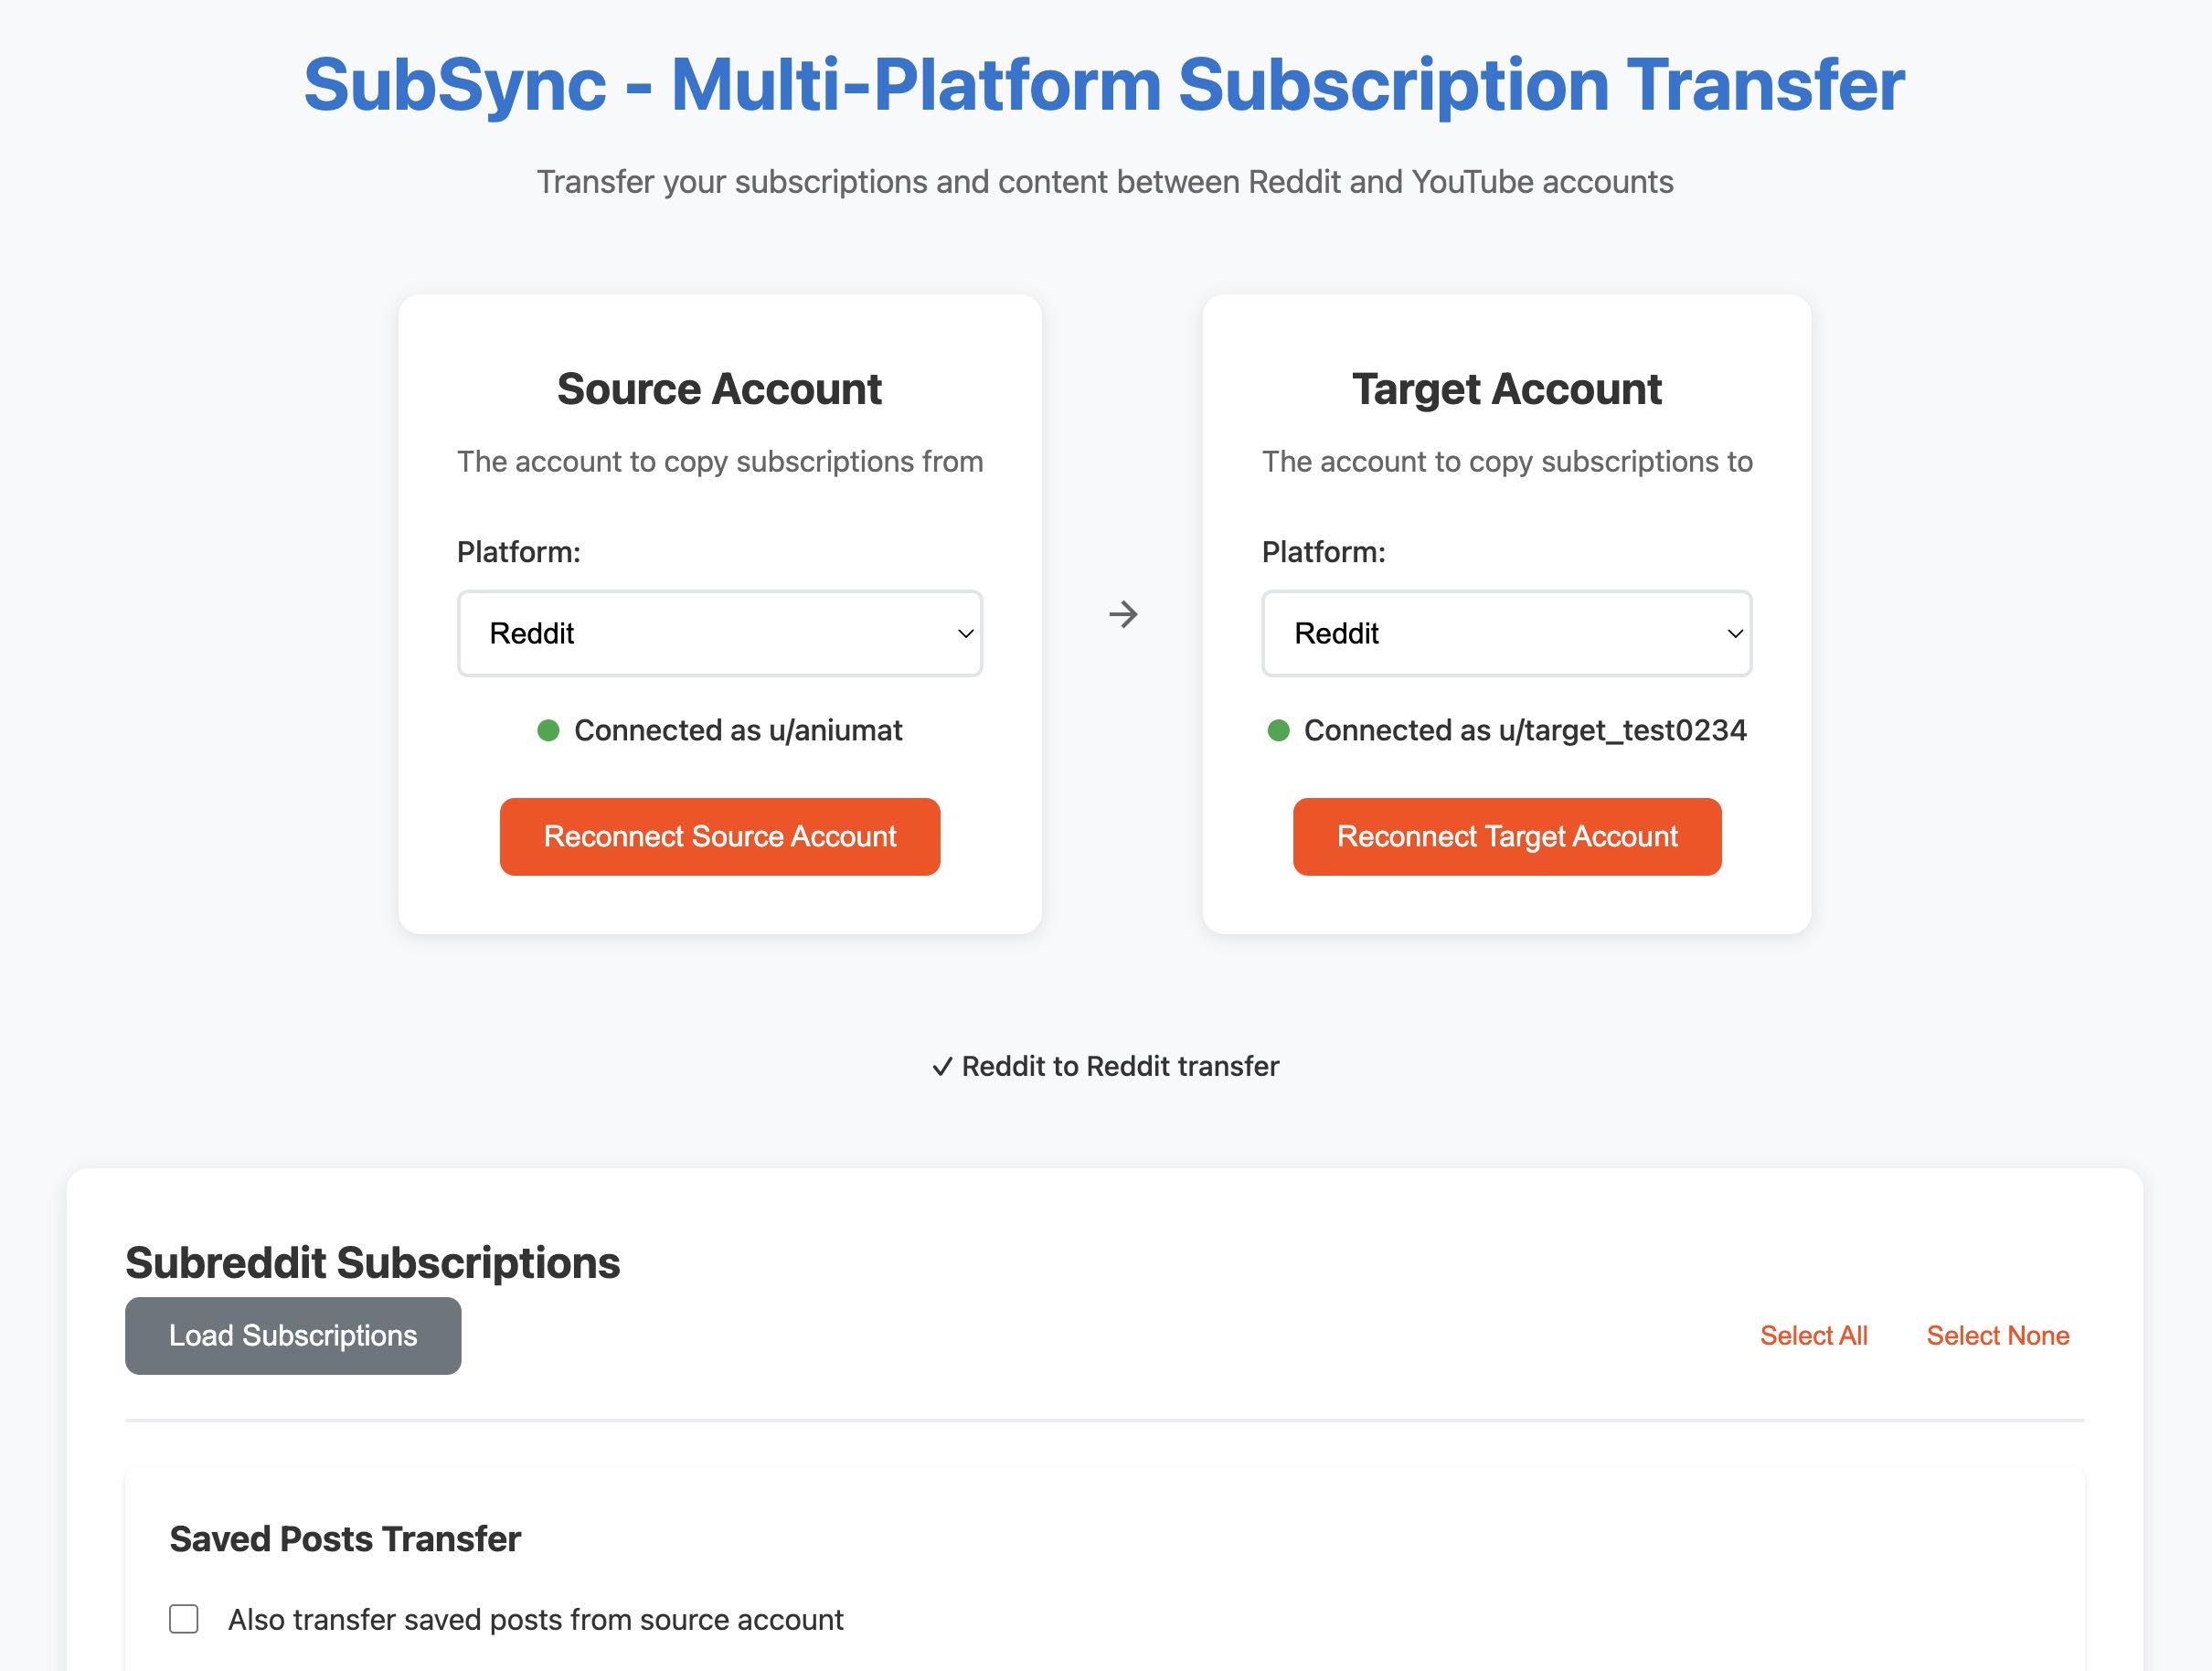 SubSync - Multi-Platform Subscription Transfer
Transfer your subscriptions and content between Reddit and YouTube accounts
Source Account
The account to copy subscriptions from
Platform:
Reddit
Connected as u/aniumat
Reconnect Source Account
→
Target Account
The account to copy subscriptions to
Platform:
Reddit
Connected as u/target_test0234
Reconnect Target Account
✓ Reddit to Reddit transfer
Subreddit Subscriptions
Load Subscriptions
Select All
Select None
Saved Posts Transfer
Also transfer saved posts from source account